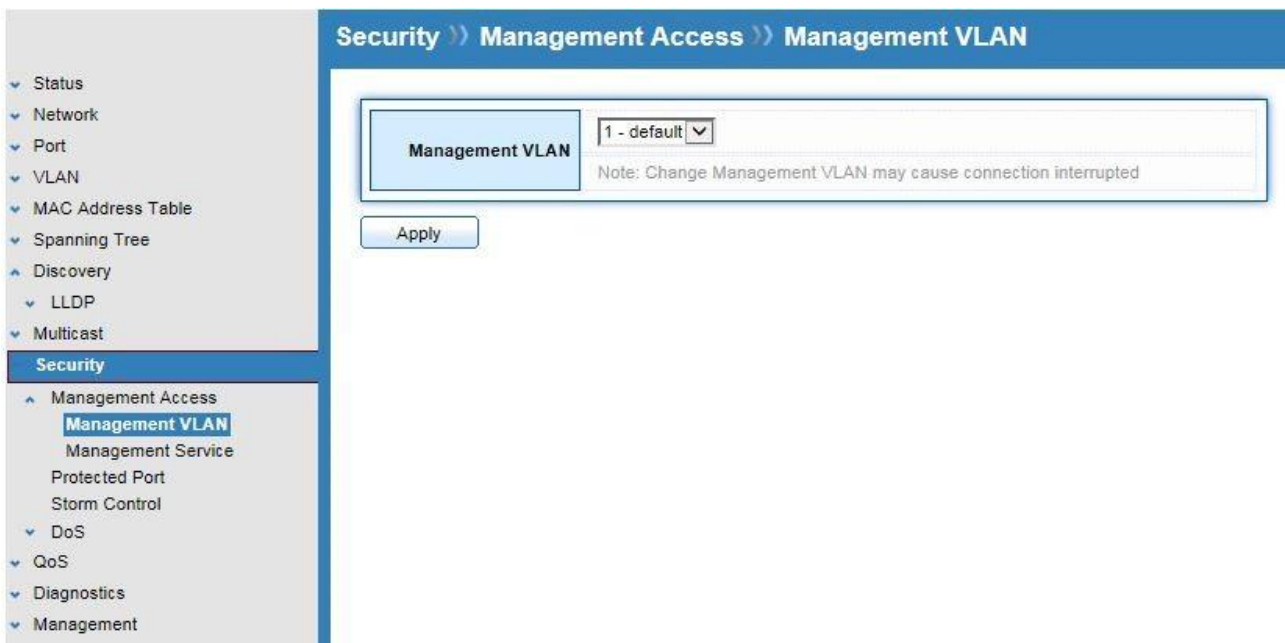 Security » Management Access » Management VLAN
Status
Network
Port
VLAN
MAC Address Table
Spanning Tree
Discovery
LLDP
Multicast
Security
Management Access
Management VLAN
Management Service
Protected Port
Storm Control
DoS
QoS
Diagnostics
Management
Management VLAN
1 - default
Note: Change Management VLAN may cause connection interrupted
Apply